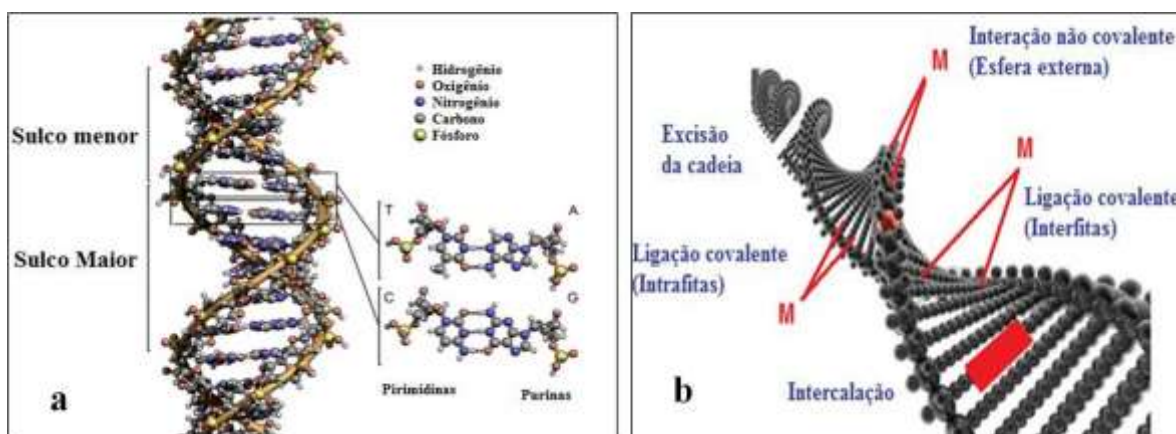 Hidrogênio
Oxigênio
Nitrogênio
Carbono
Fósforo
Sulco menor
Sulco Maior
T
A
C
G
Pirimidinas
Purinas
a
M
Interação não covalente
(Esfera externa)
Excisão
da cadeia
M
Ligação covalente
(Interfitas)
Ligação covalente
(Intrafitas)
M
Intercalação
b